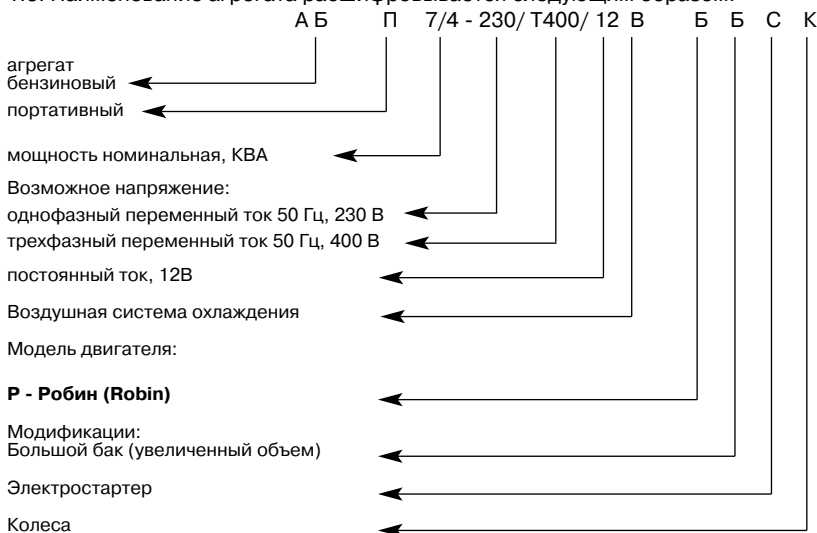 А Б П 7/4 - 230/ Т400/ 12 В Б Б С К
агрегат
бензиновый
портативный
мощность номинальная, КВА
Возможное напряжение:
однофазный переменный ток 50 Гц, 230 В
трехфазный переменный ток 50 Гц, 400 В
постоянный ток, 12В
Воздушная система охлаждения
Модель двигателя:
Р - Робин (Robin)
Модификации:
Большой бак (увеличенный объем)
Электростартер
Колеса